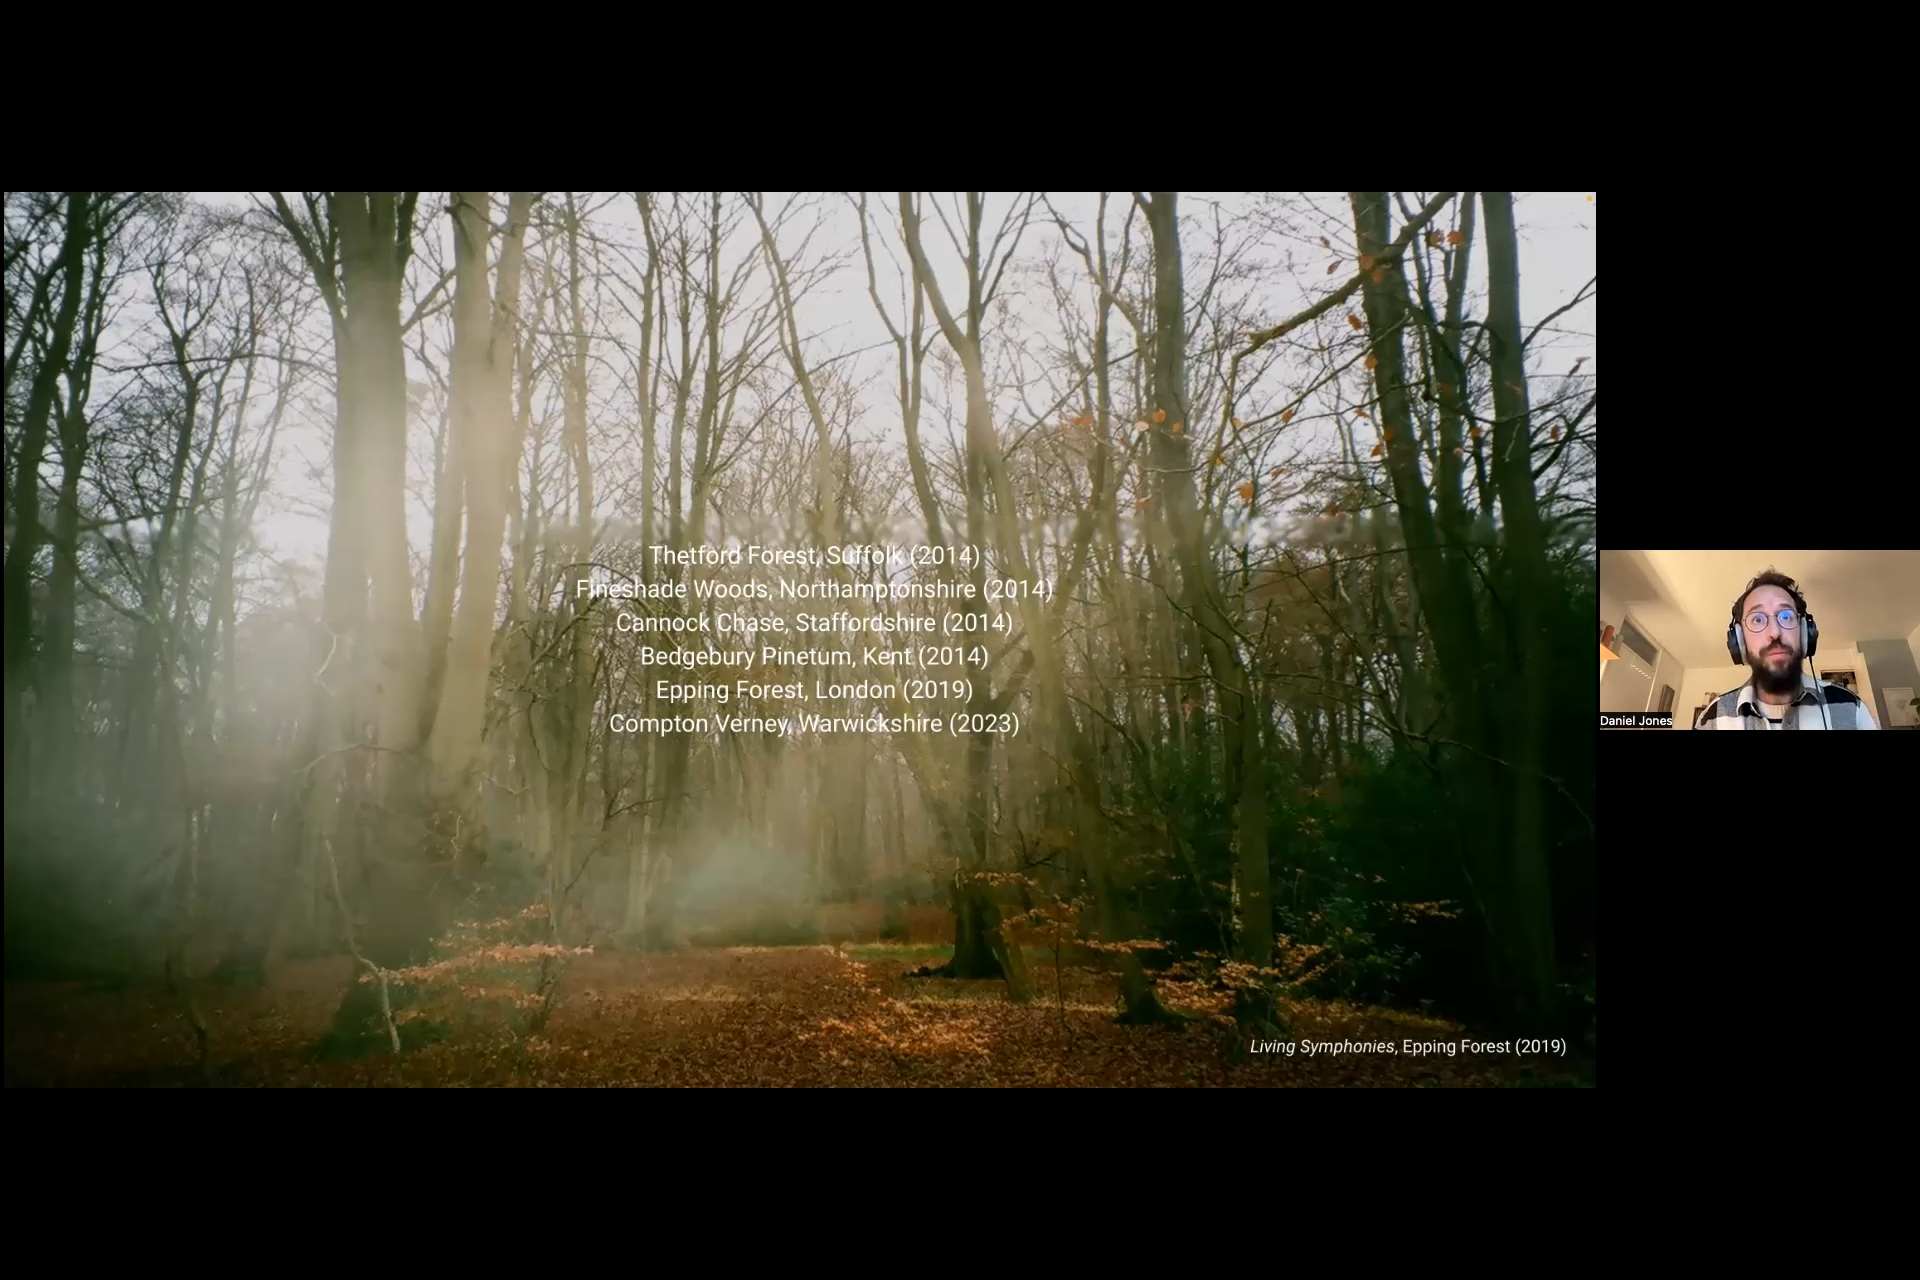 Thetford Forest, Suffolk (2014)
Fineshade Woods, Northamptonshire (2014)
Cannock Chase, Staffordshire (2014)
Bedgebury Pinetum, Kent (2014)
Epping Forest, London (2019)
Compton Verney, Warwickshire (2023)
Living Symphonies, Epping Forest (2019)
Daniel Jones